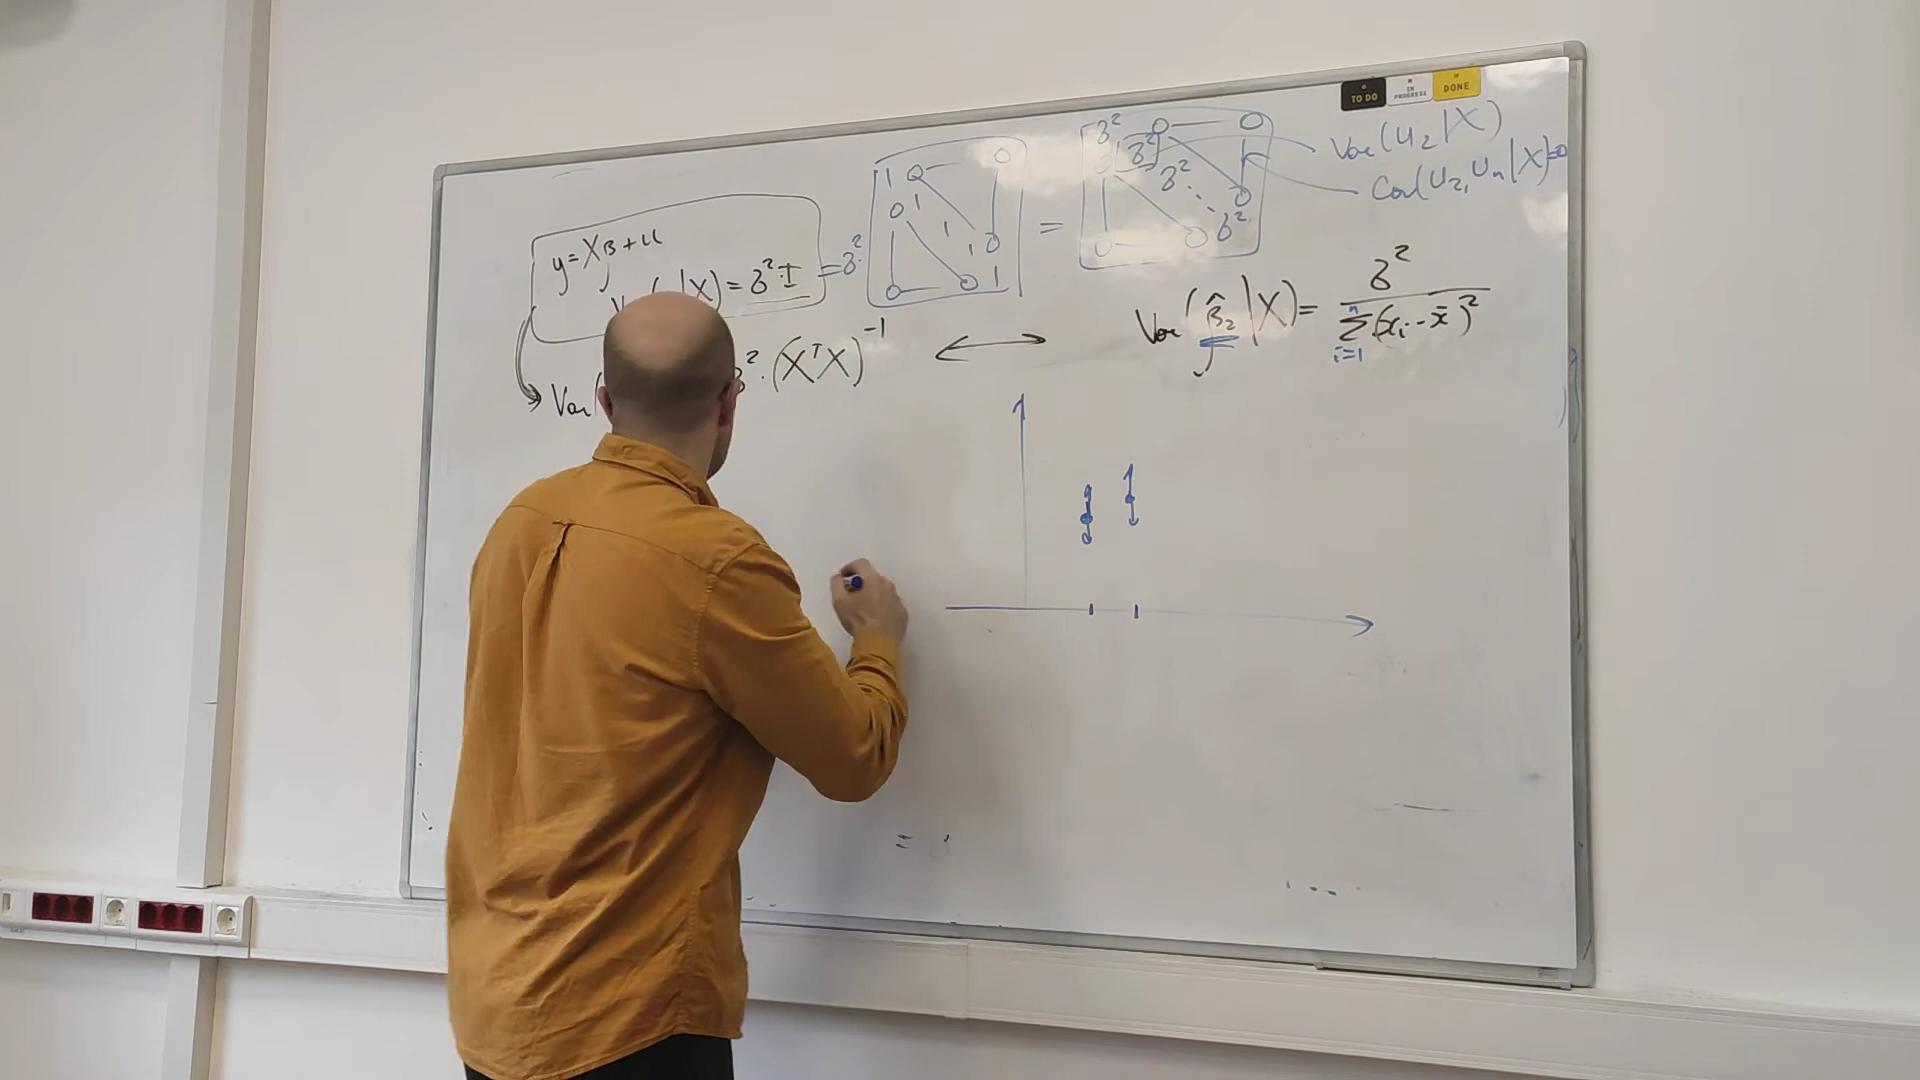 TO DO
IN PROGRESS
DONE
y = Xβ + u
|X) = σ² · I = σ² ·
1 0
0 1
1
1 0
0 1
=
σ² 0 0
σ²
σ²
0 0
0 0 σ²
Var(u₂|X)
Cov(u₂, uₙ|X)=0
Var( σ² · (XᵀX)⁻¹
Var(β̂₂|X) = σ² / Σᵢ₌₁ⁿ (xᵢ - x̄)²
=